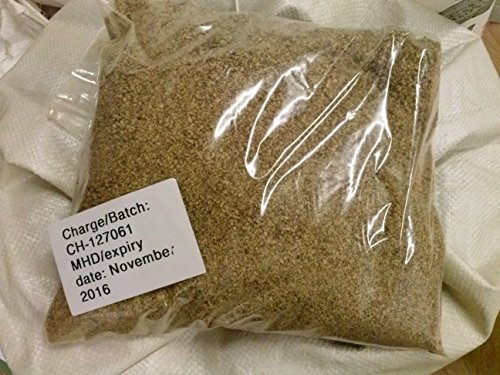 Charge/Batch:
CH-127061
MHD/expiry
date: November
2016